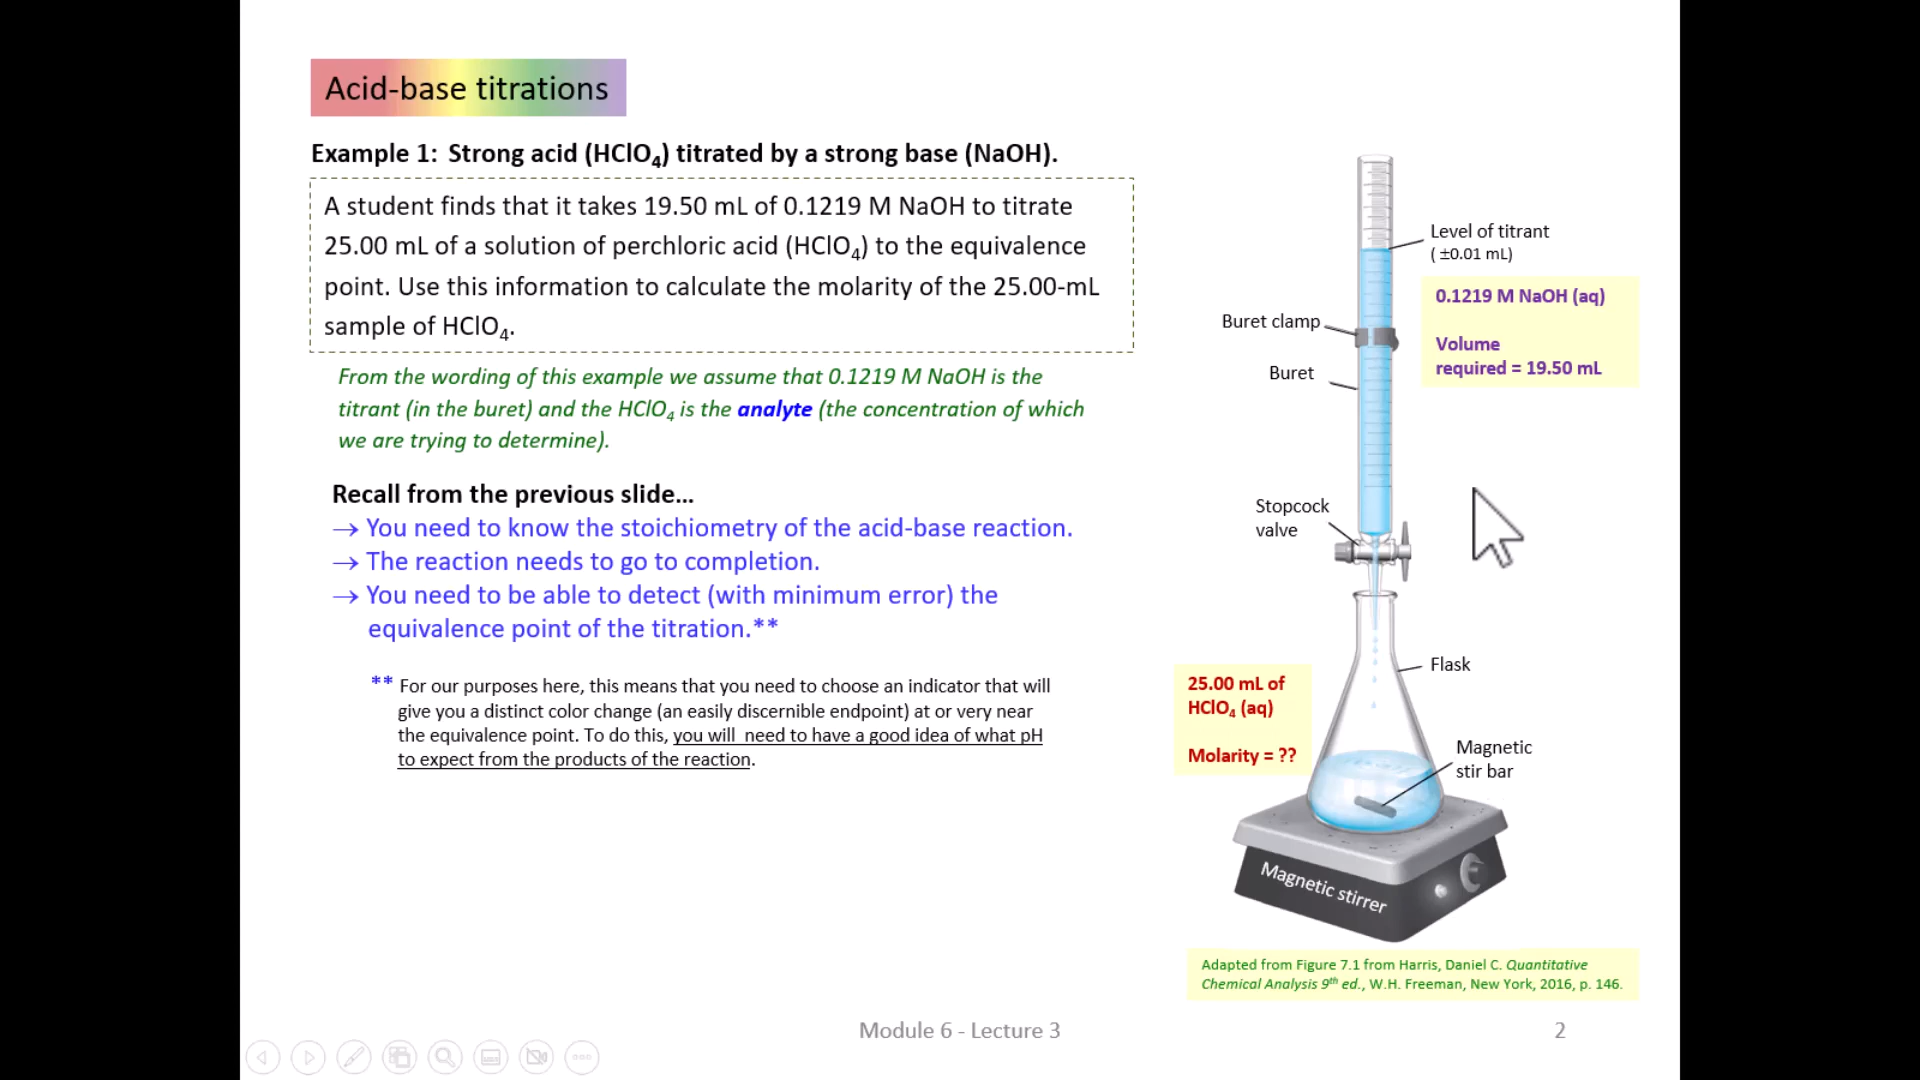 Acid-base titrations
Example 1: Strong acid (HClO₄) titrated by a strong base (NaOH).
A student finds that it takes 19.50 mL of 0.1219 M NaOH to titrate
25.00 mL of a solution of perchloric acid (HClO₄) to the equivalence
point. Use this information to calculate the molarity of the 25.00-mL
sample of HClO₄.
From the wording of this example we assume that 0.1219 M NaOH is the
titrant (in the buret) and the HClO₄ is the analyte (the concentration of which
we are trying to determine).
Recall from the previous slide...
→ You need to know the stoichiometry of the acid-base reaction.
→ The reaction needs to go to completion.
→ You need to be able to detect (with minimum error) the
equivalence point of the titration.**
** For our purposes here, this means that you need to choose an indicator that will
give you a distinct color change (an easily discernible endpoint) at or very near
the equivalence point. To do this, you will need to have a good idea of what pH
to expect from the products of the reaction.
Level of titrant
( ±0.01 mL)
0.1219 M NaOH (aq)
Volume
required = 19.50 mL
Buret clamp
Buret
Stopcock
valve
Flask
25.00 mL of
HClO₄ (aq)
Molarity = ??
Magnetic
stir bar
Magnetic stirrer
Adapted from Figure 7.1 from Harris, Daniel C. Quantitative
Chemical Analysis 9th ed., W.H. Freeman, New York, 2016, p. 146.
Module 6 - Lecture 3
2